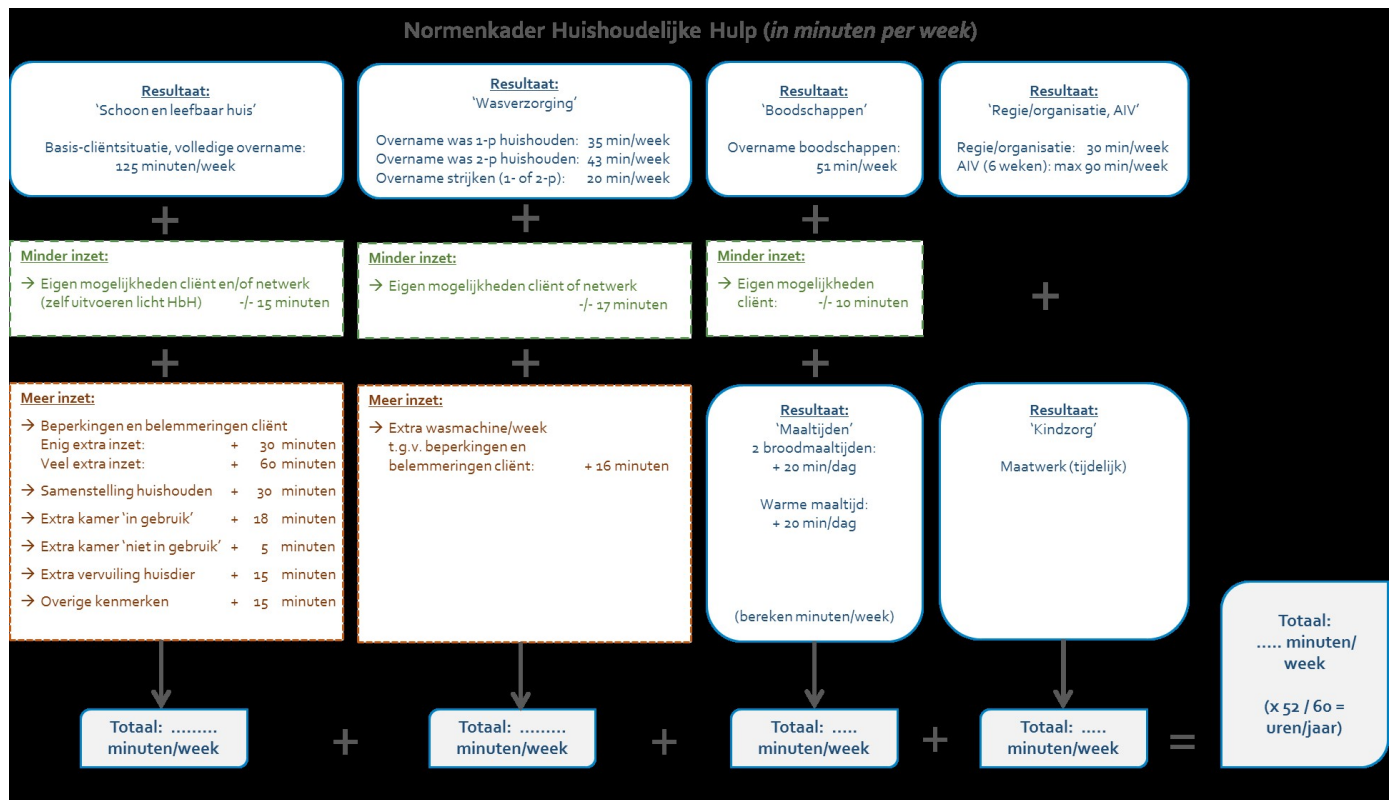 Normenkader Huishoudelijke Hulp (in minuten per week)
Resultaat:
‘Schoon en leefbaar huis’
Basis-cliëntsituatie, volledige overname:
125 minuten/week
Resultaat:
‘Wasverzorging’
Overname was 1-p huishouden: 35 min/week
Overname was 2-p huishouden: 43 min/week
Overname strijken (1- of 2-p): 20 min/week
Resultaat:
‘Boodschappen’
Overname boodschappen:
51 min/week
Resultaat:
‘Regie/organisatie, AIV’
Regie/organisatie: 30 min/week
AIV (6 weken): max 90 min/week
+
+
+
Minder inzet:
→ Eigen mogelijkheden cliënt en/of netwerk
(zelf uitvoeren licht HbH) -/- 15 minuten
Minder inzet:
→ Eigen mogelijkheden cliënt of netwerk
-/- 17 minuten
Minder inzet:
→ Eigen mogelijkheden
cliënt: -/- 10 minuten
+
+
+
+
Meer inzet:
→ Beperkingen en belemmeringen cliënt
Enig extra inzet: + 30 minuten
Veel extra inzet: + 60 minuten
→ Samenstelling huishouden + 30 minuten
→ Extra kamer ‘in gebruik’ + 18 minuten
→ Extra kamer ‘niet in gebruik’ + 5 minuten
→ Extra vervuiling huisdier + 15 minuten
→ Overige kenmerken + 15 minuten
Meer inzet:
→ Extra wasmachine/week
t.g.v. beperkingen en
belemmeringen cliënt: + 16 minuten
Resultaat:
‘Maaltijden’
2 broodmaaltijden:
+ 20 min/dag
Warme maaltijd:
+ 20 min/dag
(bereken minuten/week)
Resultaat:
‘Kindzorg’
Maatwerk (tijdelijk)
Totaal: .........
minuten/week
+
Totaal: .........
minuten/week
+
Totaal: .....
minuten/week
+
Totaal: .....
minuten/week
=
Totaal:
..... minuten/
week
(x 52 / 60 =
uren/jaar)